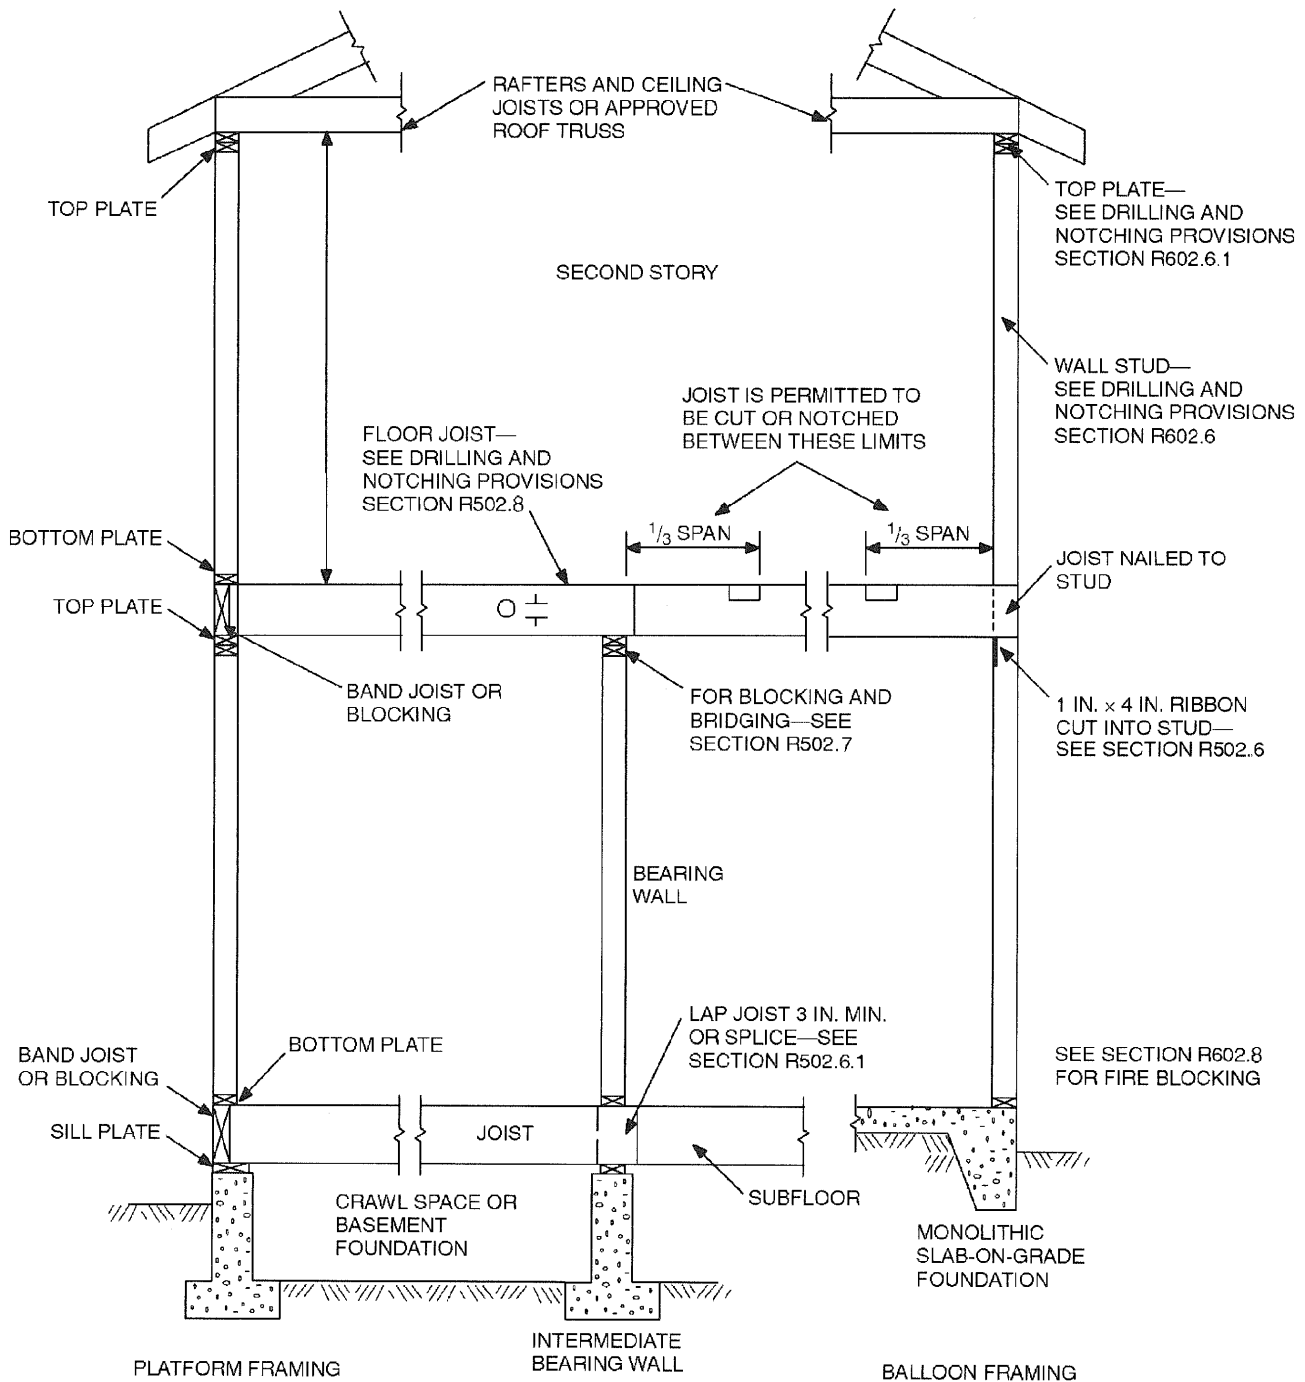 RAFTERS AND CEILING
JOISTS OR APPROVED
ROOF TRUSS
TOP PLATE
TOP PLATE—
SEE DRILLING AND
NOTCHING PROVISIONS
SECTION R602.6.1
SECOND STORY
WALL STUD—
SEE DRILLING AND
NOTCHING PROVISIONS
SECTION R602.6
JOIST IS PERMITTED TO
BE CUT OR NOTCHED
BETWEEN THESE LIMITS
FLOOR JOIST—
SEE DRILLING AND
NOTCHING PROVISIONS
SECTION R502.8
1/3 SPAN
1/3 SPAN
BOTTOM PLATE
JOIST NAILED TO
STUD
TOP PLATE
BAND JOIST OR
BLOCKING
FOR BLOCKING AND
BRIDGING—SEE
SECTION R502.7
1 IN. × 4 IN. RIBBON
CUT INTO STUD—
SEE SECTION R502.6
BEARING
WALL
LAP JOIST 3 IN. MIN.
OR SPLICE—SEE
SECTION R502.6.1
BAND JOIST
OR BLOCKING
BOTTOM PLATE
SEE SECTION R602.8
FOR FIRE BLOCKING
SILL PLATE
JOIST
SUBFLOOR
CRAWL SPACE OR
BASEMENT
FOUNDATION
MONOLITHIC
SLAB-ON-GRADE
FOUNDATION
INTERMEDIATE
BEARING WALL
PLATFORM FRAMING
BALLOON FRAMING